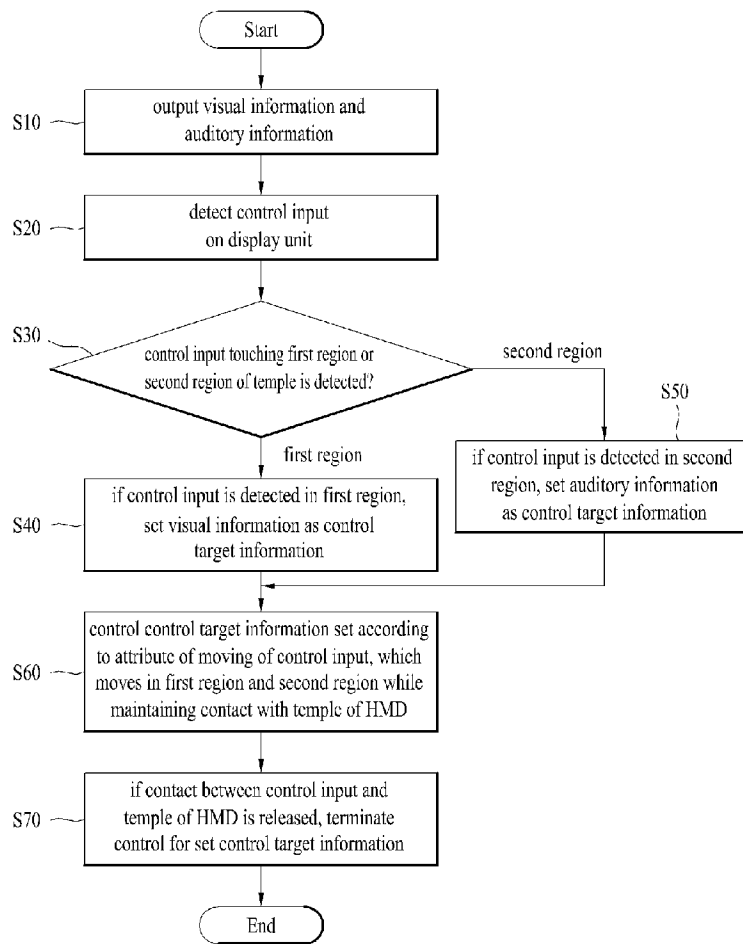 Start
S10
output visual information and
auditory information
S20
detect control input
on display unit
S30
control input touching first region or
second region of temple is detected?
second region
S50
first region
if control input is detected in second
region, set auditory information
as control target information
S40
if control input is detected in first region,
set visual information as control
target information
S60
control control target information set according
to attribute of moving of control input, which
moves in first region and second region while
maintaining contact with temple of HMD
S70
if contact between control input and
temple of HMD is released, terminate
control for set control target information
End